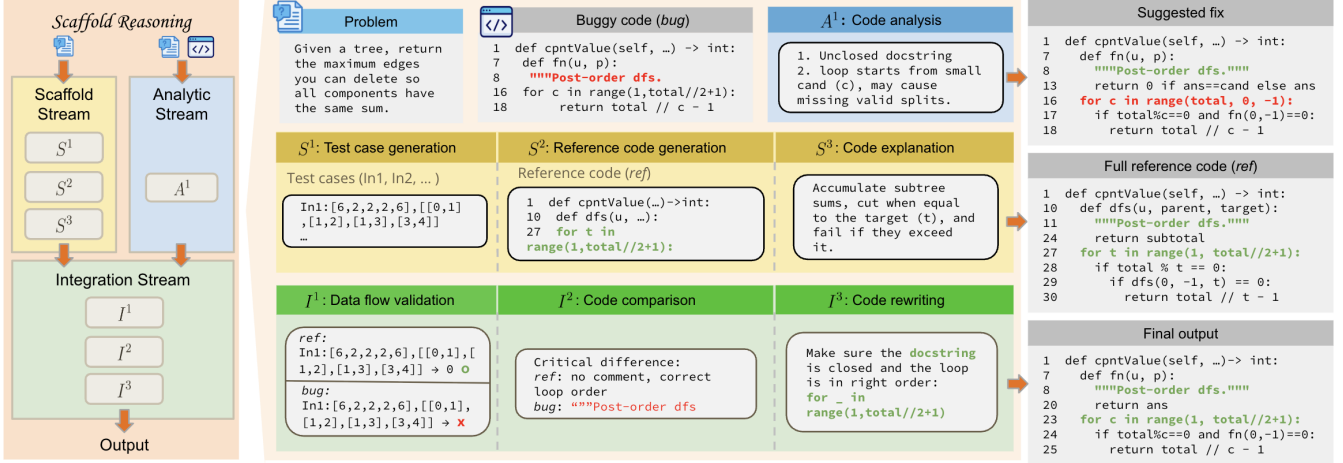 Scaffold Reasoning
Scaffold
Stream
Analytic
Stream
S1
S2
S3
A1
Integration Stream
I1
I2
I3
Output
Problem
Given a tree, return
the maximum edges
you can delete so
all components have
the same sum.
Buggy code (bug)
1 def cpntValue(self, …) -> int:
7 def fn(u, p):
8 """Post-order dfs.
16 for c in range(1,total//2+1):
18 return total // c - 1
A1: Code analysis
1. Unclosed docstring
2. loop starts from small
cand (c), may cause
missing valid splits.
S1: Test case generation
Test cases (In1, In2, … )
In1:[6,2,2,2,6],[[0,1]
,[1,2],[1,3],[3,4]]
…
S2: Reference code generation
Reference code (ref)
1 def cpntValue(…)->int:
10 def dfs(u, …):
27 for t in
range(1,total//2+1):
S3: Code explanation
Accumulate subtree
sums, cut when equal
to the target (t), and
fail if they exceed
it.
I1: Data flow validation
ref:
In1:[6,2,2,2,6],[[0,1],[
1,2],[1,3],[3,4]] → 0 o
bug:
In1:[6,2,2,2,6],[[0,1],
[1,2],[1,3],[3,4]] → x
I2: Code comparison
Critical difference:
ref: no comment, correct
loop order
bug: “””Post-order dfs
I3: Code rewriting
Make sure the docstring
is closed and the loop
is in right order:
for _ in
range(1,total//2+1)
Suggested fix
1 def cpntValue(self, …) -> int:
7 def fn(u, p):
8 """Post-order dfs."""
13 return 0 if ans==cand else ans
16 for c in range(total, 0, -1):
17 if total%c==0 and fn(0,-1)==0:
18 return total // c - 1
Full reference code (ref)
1 def cpntValue(self, …) -> int:
10 def dfs(u, parent, target):
11 """Post-order dfs."""
24 return subtotal
27 for t in range(1, total//2+1):
28 if total % t == 0:
29 if dfs(0, -1, t) == 0:
30 return total // t - 1
Final output
1 def cpntValue(self, …)-> int:
7 def fn(u, p):
8 """Post-order dfs."""
20 return ans
23 for c in range(1, total//2+1):
24 if total%c==0 and fn(0,-1)==0:
25 return total // c - 1